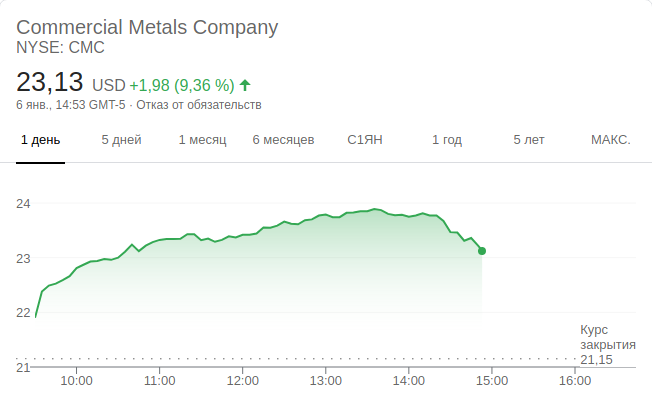 Commercial Metals Company
NYSE: CMC
23,13 USD +1,98 (9,36 %)
6 янв., 14:53 GMT-5 · Отказ от обязательств
1 день 5 дней 1 месяц 6 месяцев С1ЯН 1 год 5 лет МАКС.
24
23
22
21
Курс
закрытия
21,15
10:00 11:00 12:00 13:00 14:00 15:00 16:00